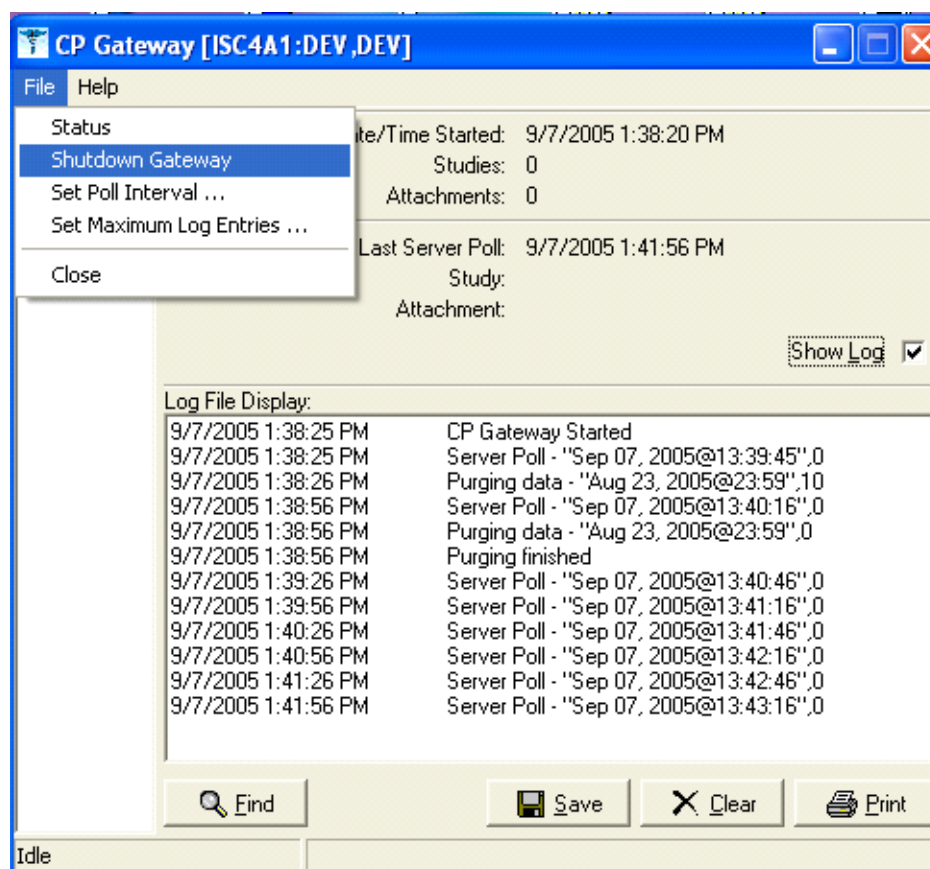 CP Gateway [ISC4A1:DEV,DEV]
File Help
Status
Shutdown Gateway
Set Poll Interval ...
Set Maximum Log Entries ...
Close
te/Time Started: 9/7/2005 1:38:20 PM
Studies: 0
Attachments: 0
Last Server Poll: 9/7/2005 1:41:56 PM
Study:
Attachment:
Show Log
Log File Display:
9/7/2005 1:38:25 PM CP Gateway Started
9/7/2005 1:38:25 PM Server Poll - "Sep 07, 2005@13:39:45",0
9/7/2005 1:38:26 PM Purging data - "Aug 23, 2005@23:59",10
9/7/2005 1:38:56 PM Server Poll - "Sep 07, 2005@13:40:16",0
9/7/2005 1:38:56 PM Purging data - "Aug 23, 2005@23:59",0
9/7/2005 1:38:56 PM Purging finished
9/7/2005 1:39:26 PM Server Poll - "Sep 07, 2005@13:40:46",0
9/7/2005 1:39:56 PM Server Poll - "Sep 07, 2005@13:41:16",0
9/7/2005 1:40:26 PM Server Poll - "Sep 07, 2005@13:41:46",0
9/7/2005 1:40:56 PM Server Poll - "Sep 07, 2005@13:42:16",0
9/7/2005 1:41:26 PM Server Poll - "Sep 07, 2005@13:42:46",0
9/7/2005 1:41:56 PM Server Poll - "Sep 07, 2005@13:43:16",0
Find Save Clear Print
Idle